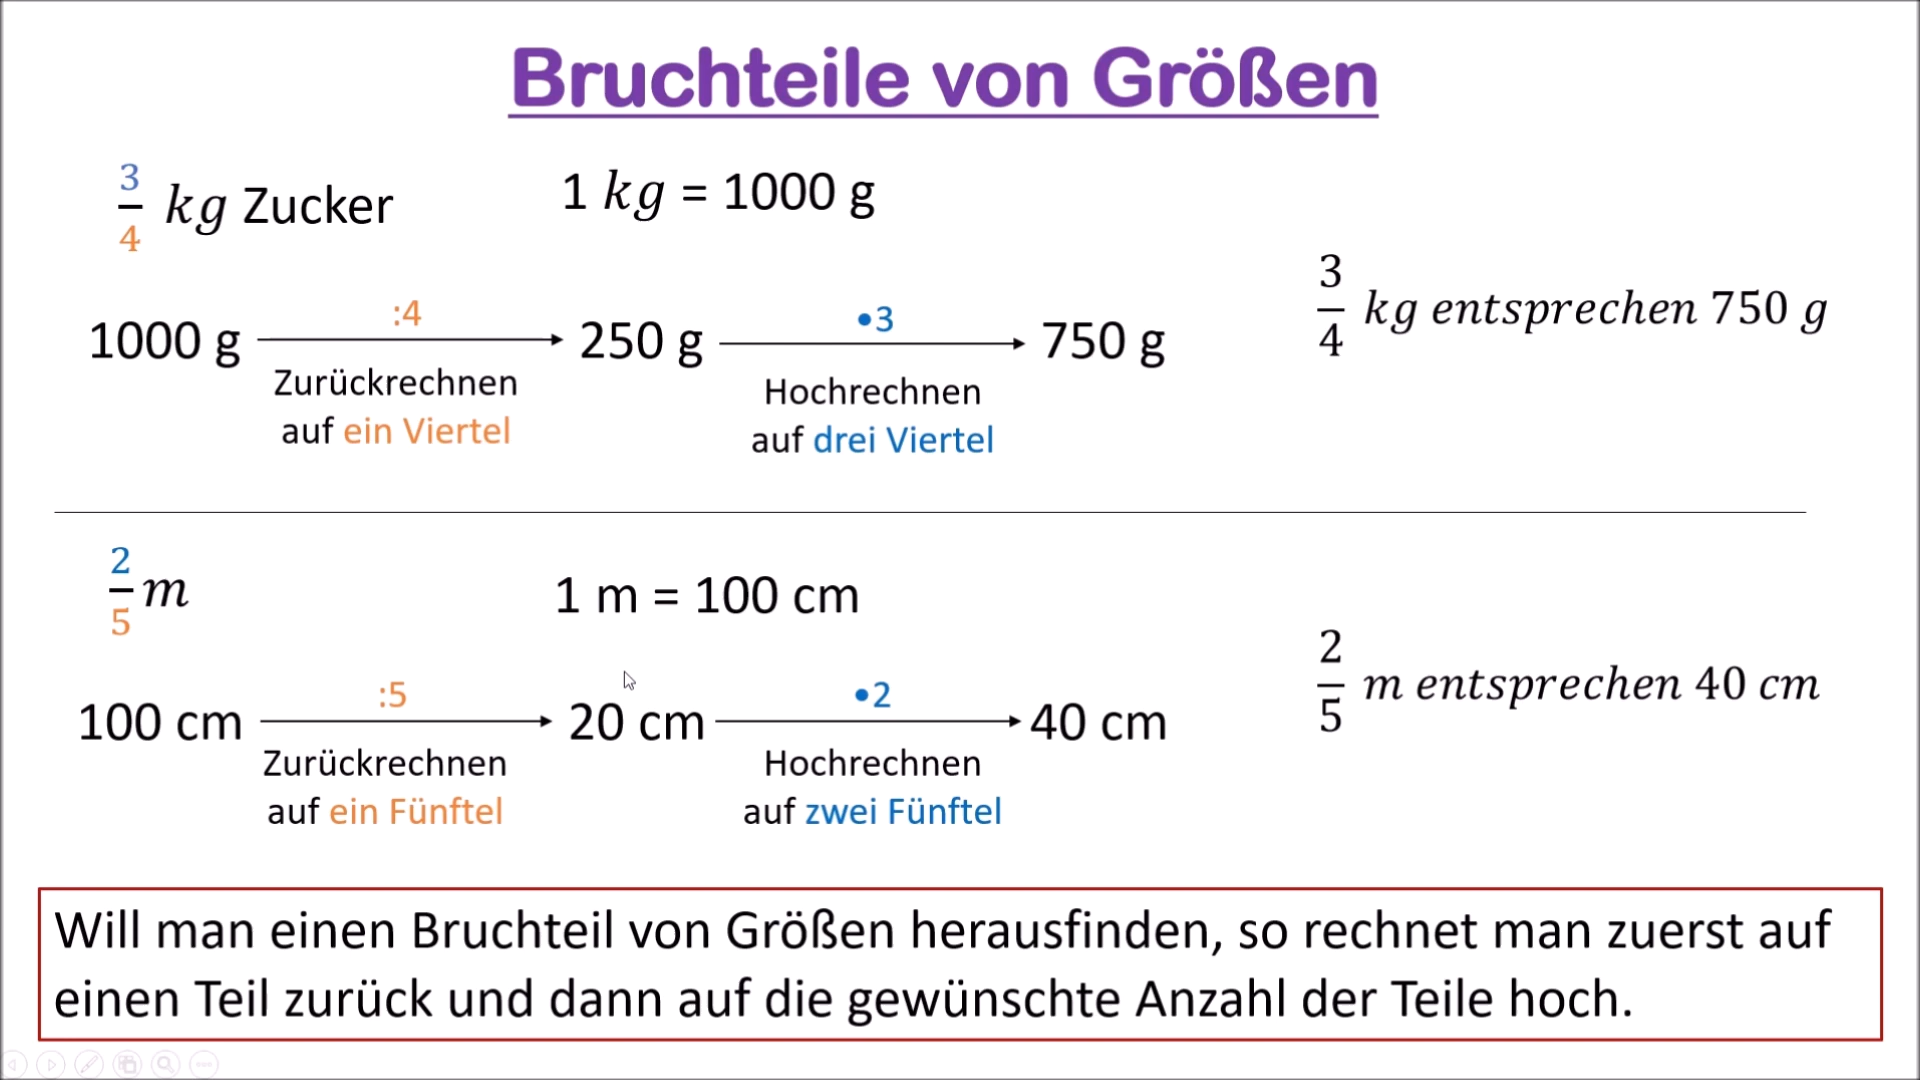 Bruchteile von Größen
3/4 kg Zucker
1 kg = 1000 g
1000 g
:4
250 g
•3
750 g
Zurückrechnen
auf ein Viertel
Hochrechnen
auf drei Viertel
3/4 kg entsprechen 750 g
2/5 m
1 m = 100 cm
100 cm
:5
20 cm
•2
40 cm
Zurückrechnen
auf ein Fünftel
Hochrechnen
auf zwei Fünftel
2/5 m entsprechen 40 cm
Will man einen Bruchteil von Größen herausfinden, so rechnet man zuerst auf
einen Teil zurück und dann auf die gewünschte Anzahl der Teile hoch.